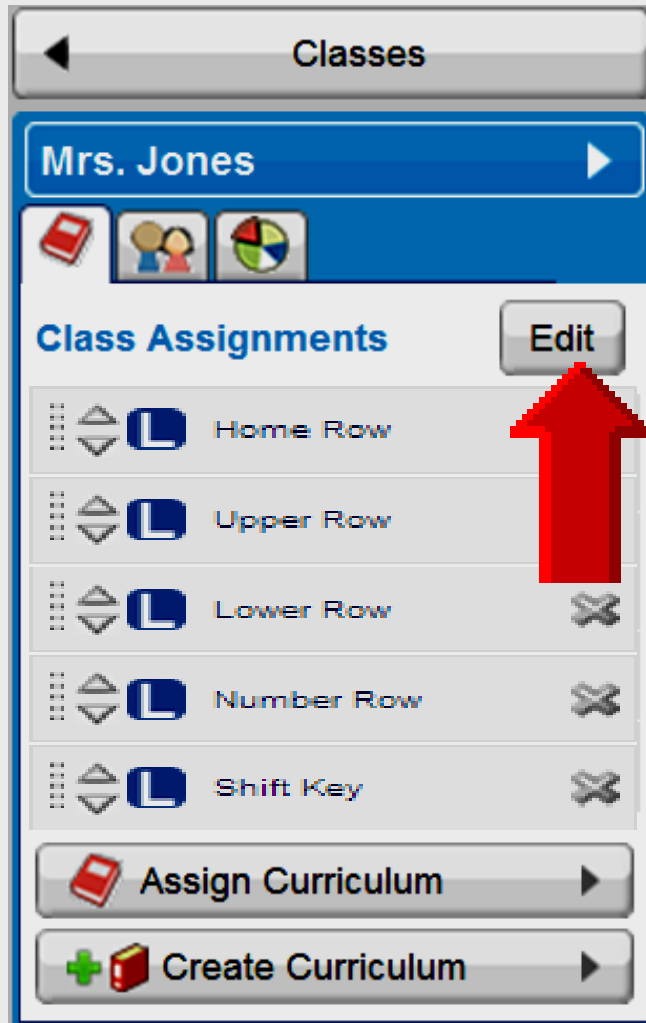 Classes
Mrs. Jones
Class Assignments Edit
L Home Row
L Upper Row
L Lower Row
L Number Row
L Shift Key
Assign Curriculum
Create Curriculum